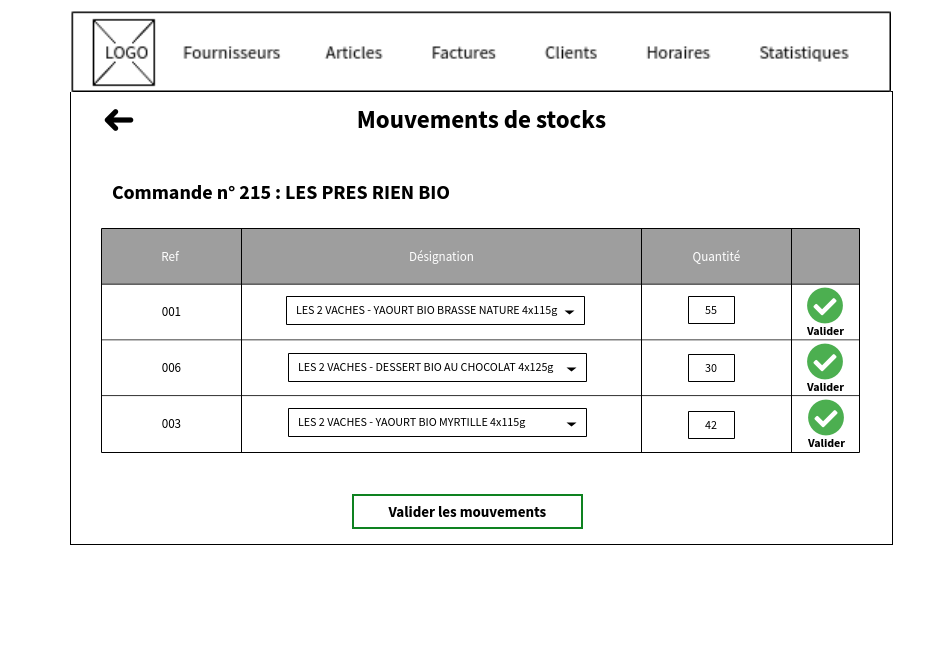 LOGO Fournisseurs Articles Factures Clients Horaires Statistiques
Mouvements de stocks
Commande n° 215 : LES PRES RIEN BIO
Ref Désignation Quantité
001 LES 2 VACHES - YAOURT BIO BRASSE NATURE 4x115g 55 Valider
006 LES 2 VACHES - DESSERT BIO AU CHOCOLAT 4x125g 30 Valider
003 LES 2 VACHES - YAOURT BIO MYRTILLE 4x115g 42 Valider
Valider les mouvements